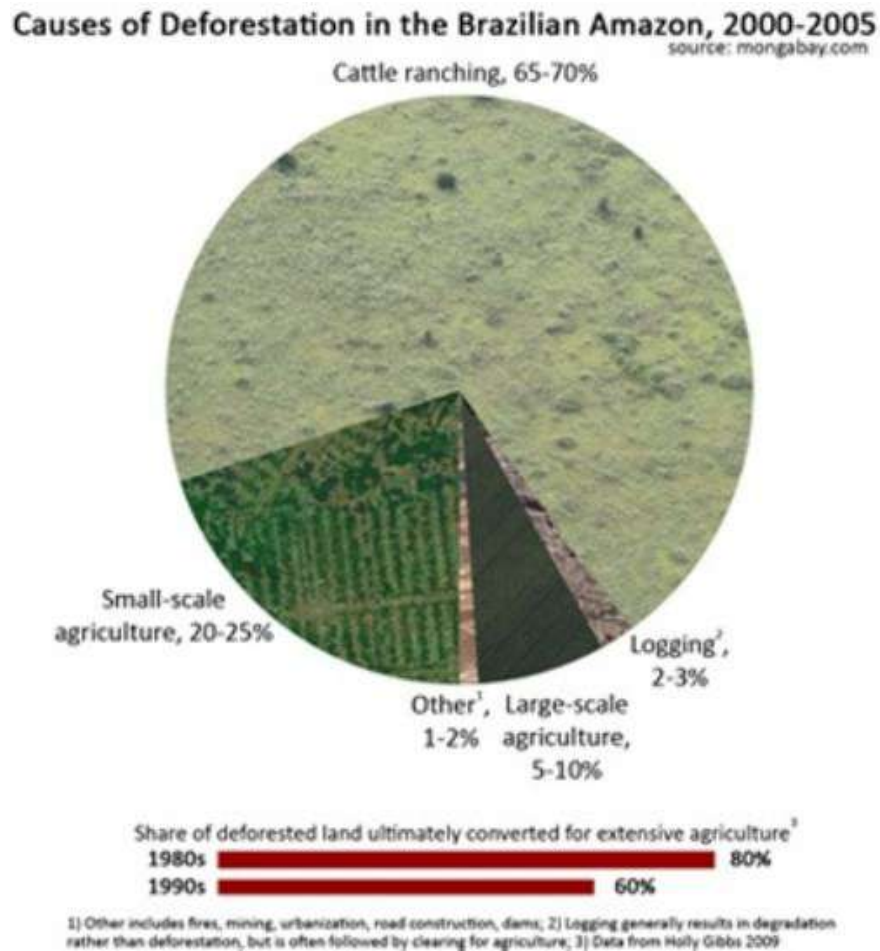 Causes of Deforestation in the Brazilian Amazon, 2000-2005
source: mongabay.com
Cattle ranching, 65-70%
Small-scale
agriculture, 20-25%
Logging²,
2-3%
Other¹,
1-2%
Large-scale
agriculture,
5-10%
Share of deforested land ultimately converted for extensive agriculture³
1980s 80%
1990s 60%
1) Other includes fires, mining, urbanization, road construction, dams; 2) Logging generally results in degradation
rather than deforestation, but is often followed by clearing for agriculture; 3) Data from Holly Gibbs 2009